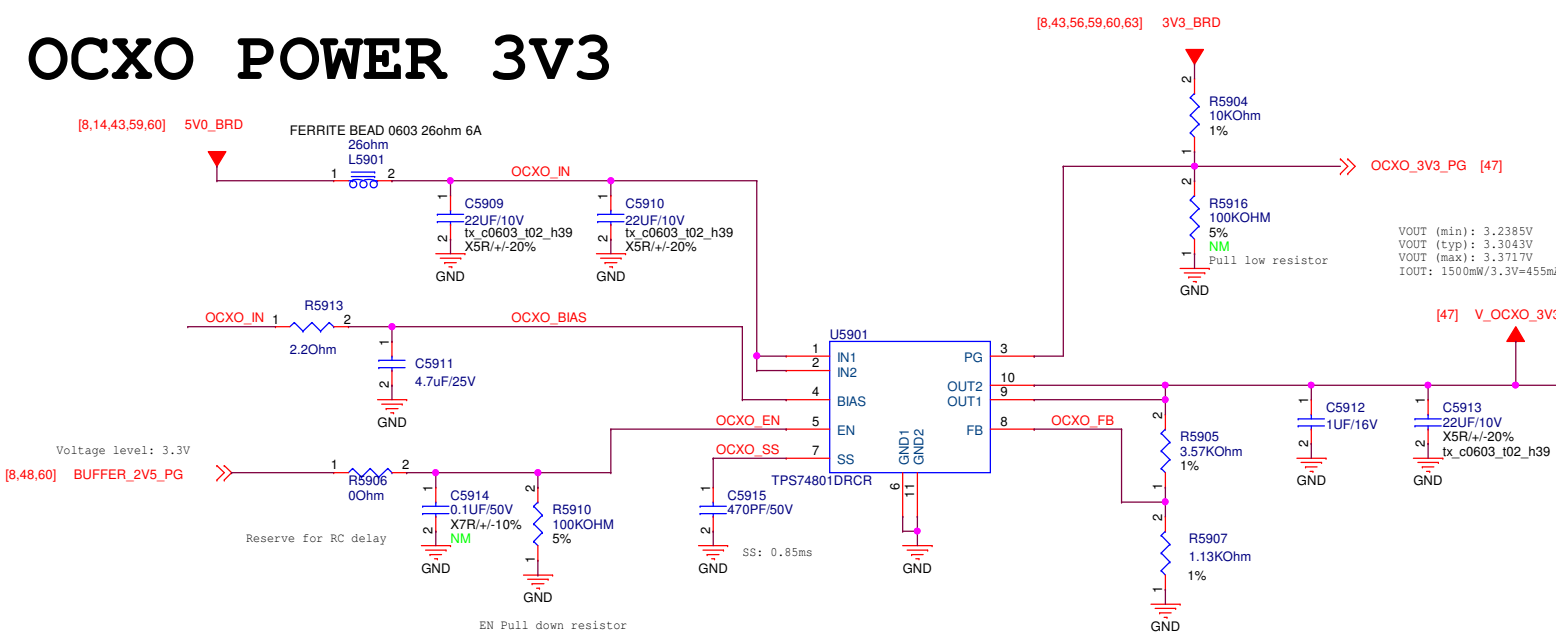 OCXO POWER 3V3
[8,43,56,59,60,63] 3V3_BRD
2
R5904
10KOhm
1%
1
[8,14,43,59,60] 5V0_BRD
FERRITE BEAD 0603 26ohm 6A
26ohm
L5901
1 2
OCXO_IN
OCXO_3V3_PG [47]
1
C5909
22UF/10V
tx_c0603_t02_h39
2
X5R/+/-20%
GND
1
C5910
22UF/10V
tx_c0603_t02_h39
2
X5R/+/-20%
GND
2
R5916
100KOHM
5%
NM
1
Pull low resistor
GND
VOUT (min): 3.2385V
VOUT (typ): 3.3043V
VOUT (max): 3.3717V
IOUT: 1500mW/3.3V=455mA
OCXO_IN
1
R5913
2
2.2Ohm
OCXO_BIAS
1
C5911
4.7uF/25V
2
GND
[47] V_OCXO_3V3
U5901
1 IN1
2 IN2
4 BIAS
5 EN
7 SS
PG 3
OUT2 10
OUT1 9
FB 8
GND1
GND2
6
11
TPS74801DRCR
GND
OCXO_EN
OCXO_SS
OCXO_FB
Voltage level: 3.3V
[8,48,60] BUFFER_2V5_PG
1 2
R5906
0Ohm
1
C5914
0.1UF/50V
X7R/+/-10%
2
NM
GND
Reserve for RC delay
2
R5910
100KOHM
5%
1
GND
EN Pull down resistor
1
C5915
470PF/50V
2
GND
SS: 0.85ms
2
R5905
3.57KOhm
1%
1
2
R5907
1.13KOhm
1%
1
GND
1
C5912
1UF/16V
2
GND
1
C5913
22UF/10V
X5R/+/-20%
2
tx_c0603_t02_h39
GND